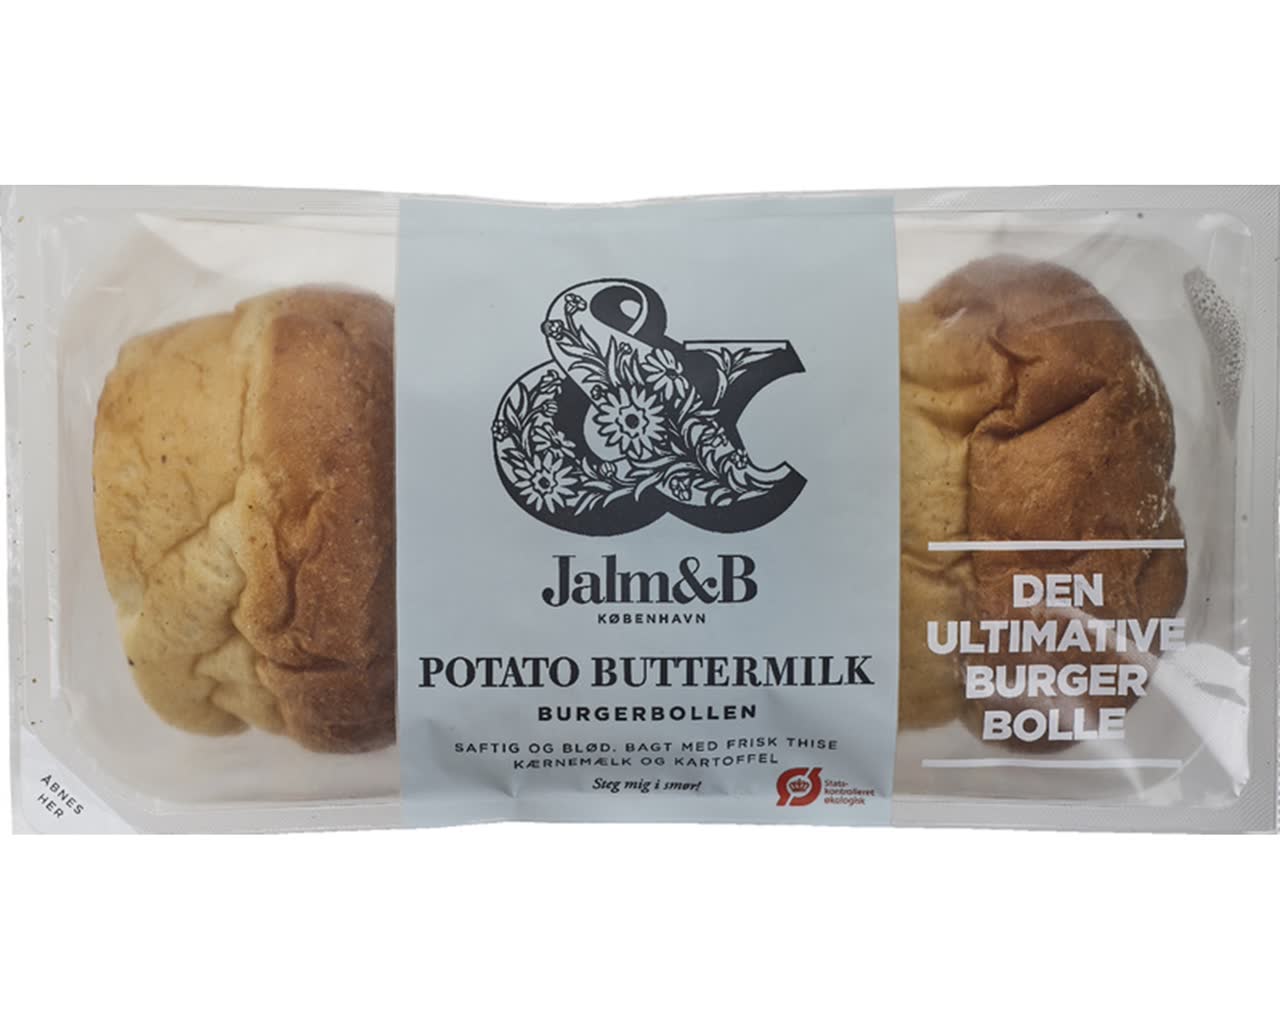 &
Jalm&B
KØBENHAVN
POTATO BUTTERMILK
BURGERBOLLEN
SAFTIG OG BLØD. BAGT MED FRISK THISE
KÆRNEMÆLK OG KARTOFFEL
Steg mig i smør!
Ø
Stats-
kontrolleret
økologisk
DEN
ULTIMATIVE
BURGER
BOLLE
ÅBNES
HER